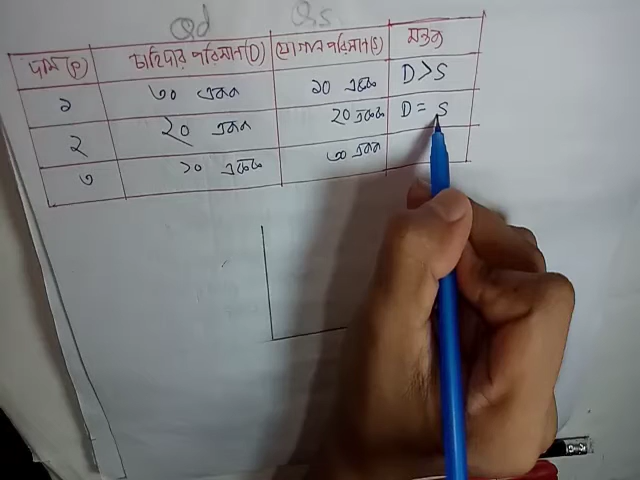 Qd Qs
দাম (P) চাহিদার পরিমাণ (D) যোগান পরিমাণ (S) মন্তব্য
১ ৩০ একক ১০ একক D > S
২ ২০ একক ২০ একক D = S
৩ ১০ একক ৩০ একক